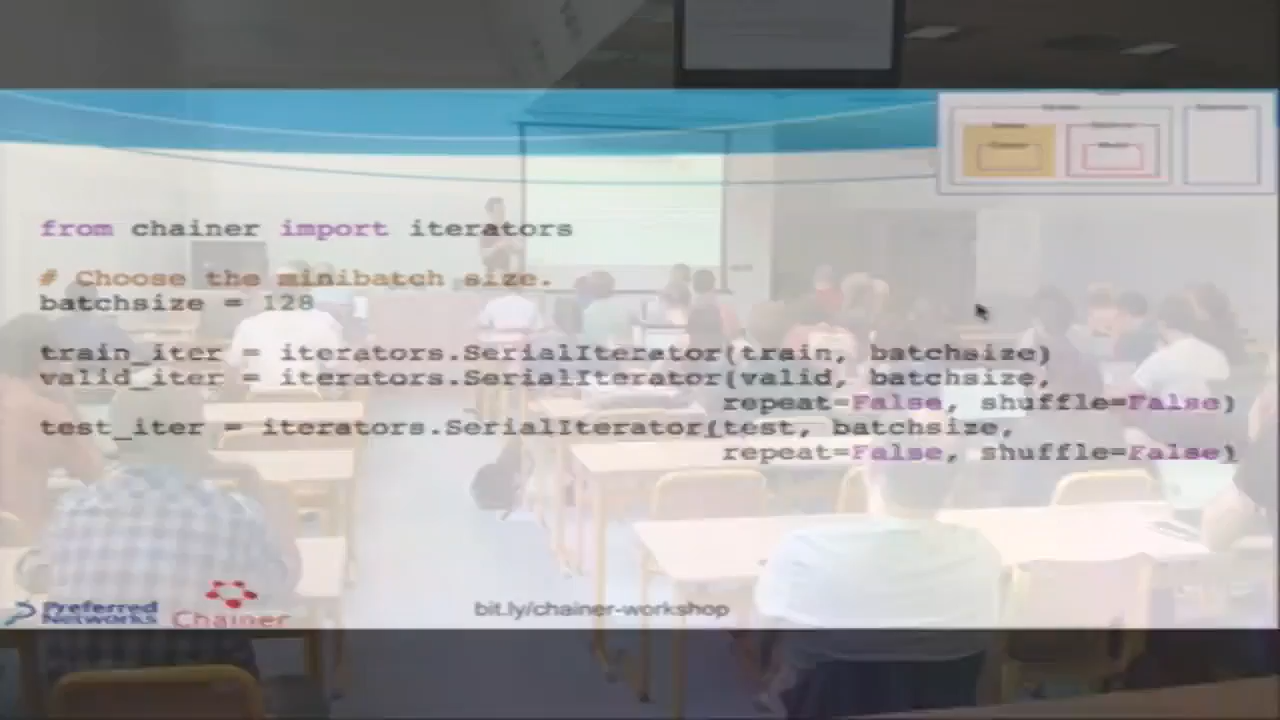 from chainer import iterators
# Choose the minibatch size.
batchsize = 128
train_iter = iterators.SerialIterator(train, batchsize)
valid_iter = iterators.SerialIterator(valid, batchsize,
repeat=False, shuffle=False)
test_iter = iterators.SerialIterator(test, batchsize,
repeat=False, shuffle=False)
Preferred
Networks
Chainer
bit.ly/chainer-workshop